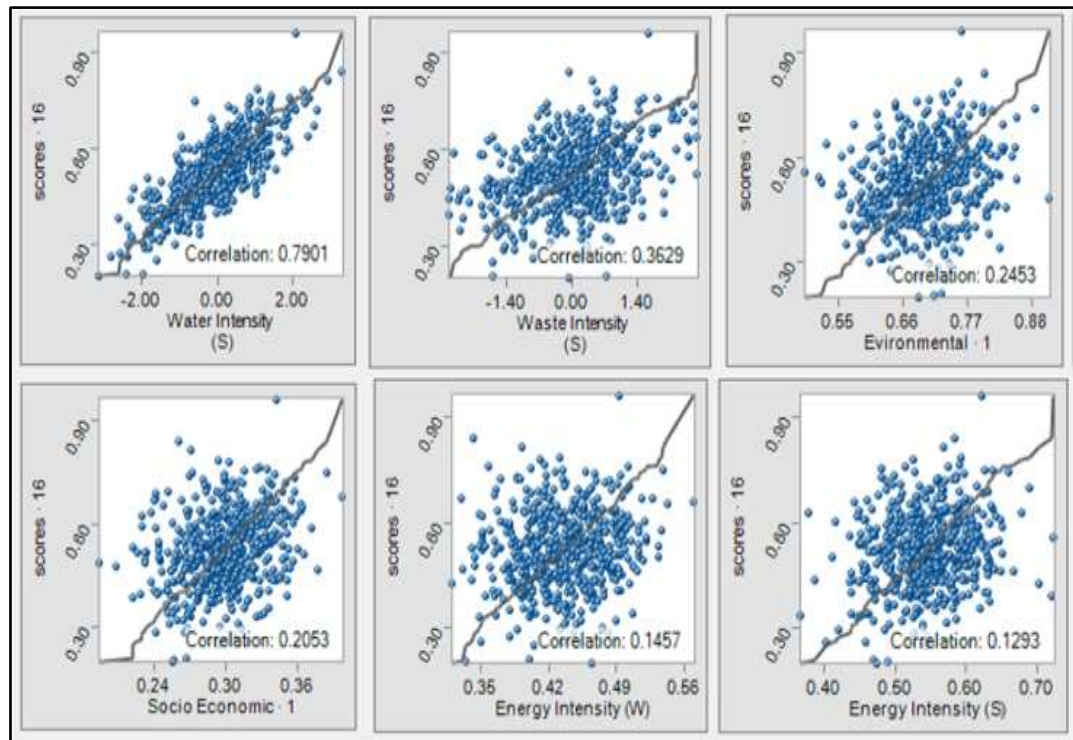 scores · 16
0.90
0.60
0.30
Correlation: 0.7901
-2.00 0.00 2.00
Water Intensity
(S)
scores · 16
0.90
0.60
0.30
Correlation: 0.3629
-1.40 0.00 1.40
Waste Intensity
(S)
scores · 16
0.90
0.60
0.30
Correlation: 0.2453
0.55 0.66 0.77 0.88
Evironmental · 1
scores · 16
0.90
0.60
0.30
Correlation: 0.2053
0.24 0.30 0.36
Socio Economic · 1
scores · 16
0.90
0.60
0.30
Correlation: 0.1457
0.35 0.42 0.49 0.56
Energy Intensity (W)
scores · 16
0.90
0.60
0.30
Correlation: 0.1293
0.40 0.50 0.60 0.70
Energy Intensity (S)